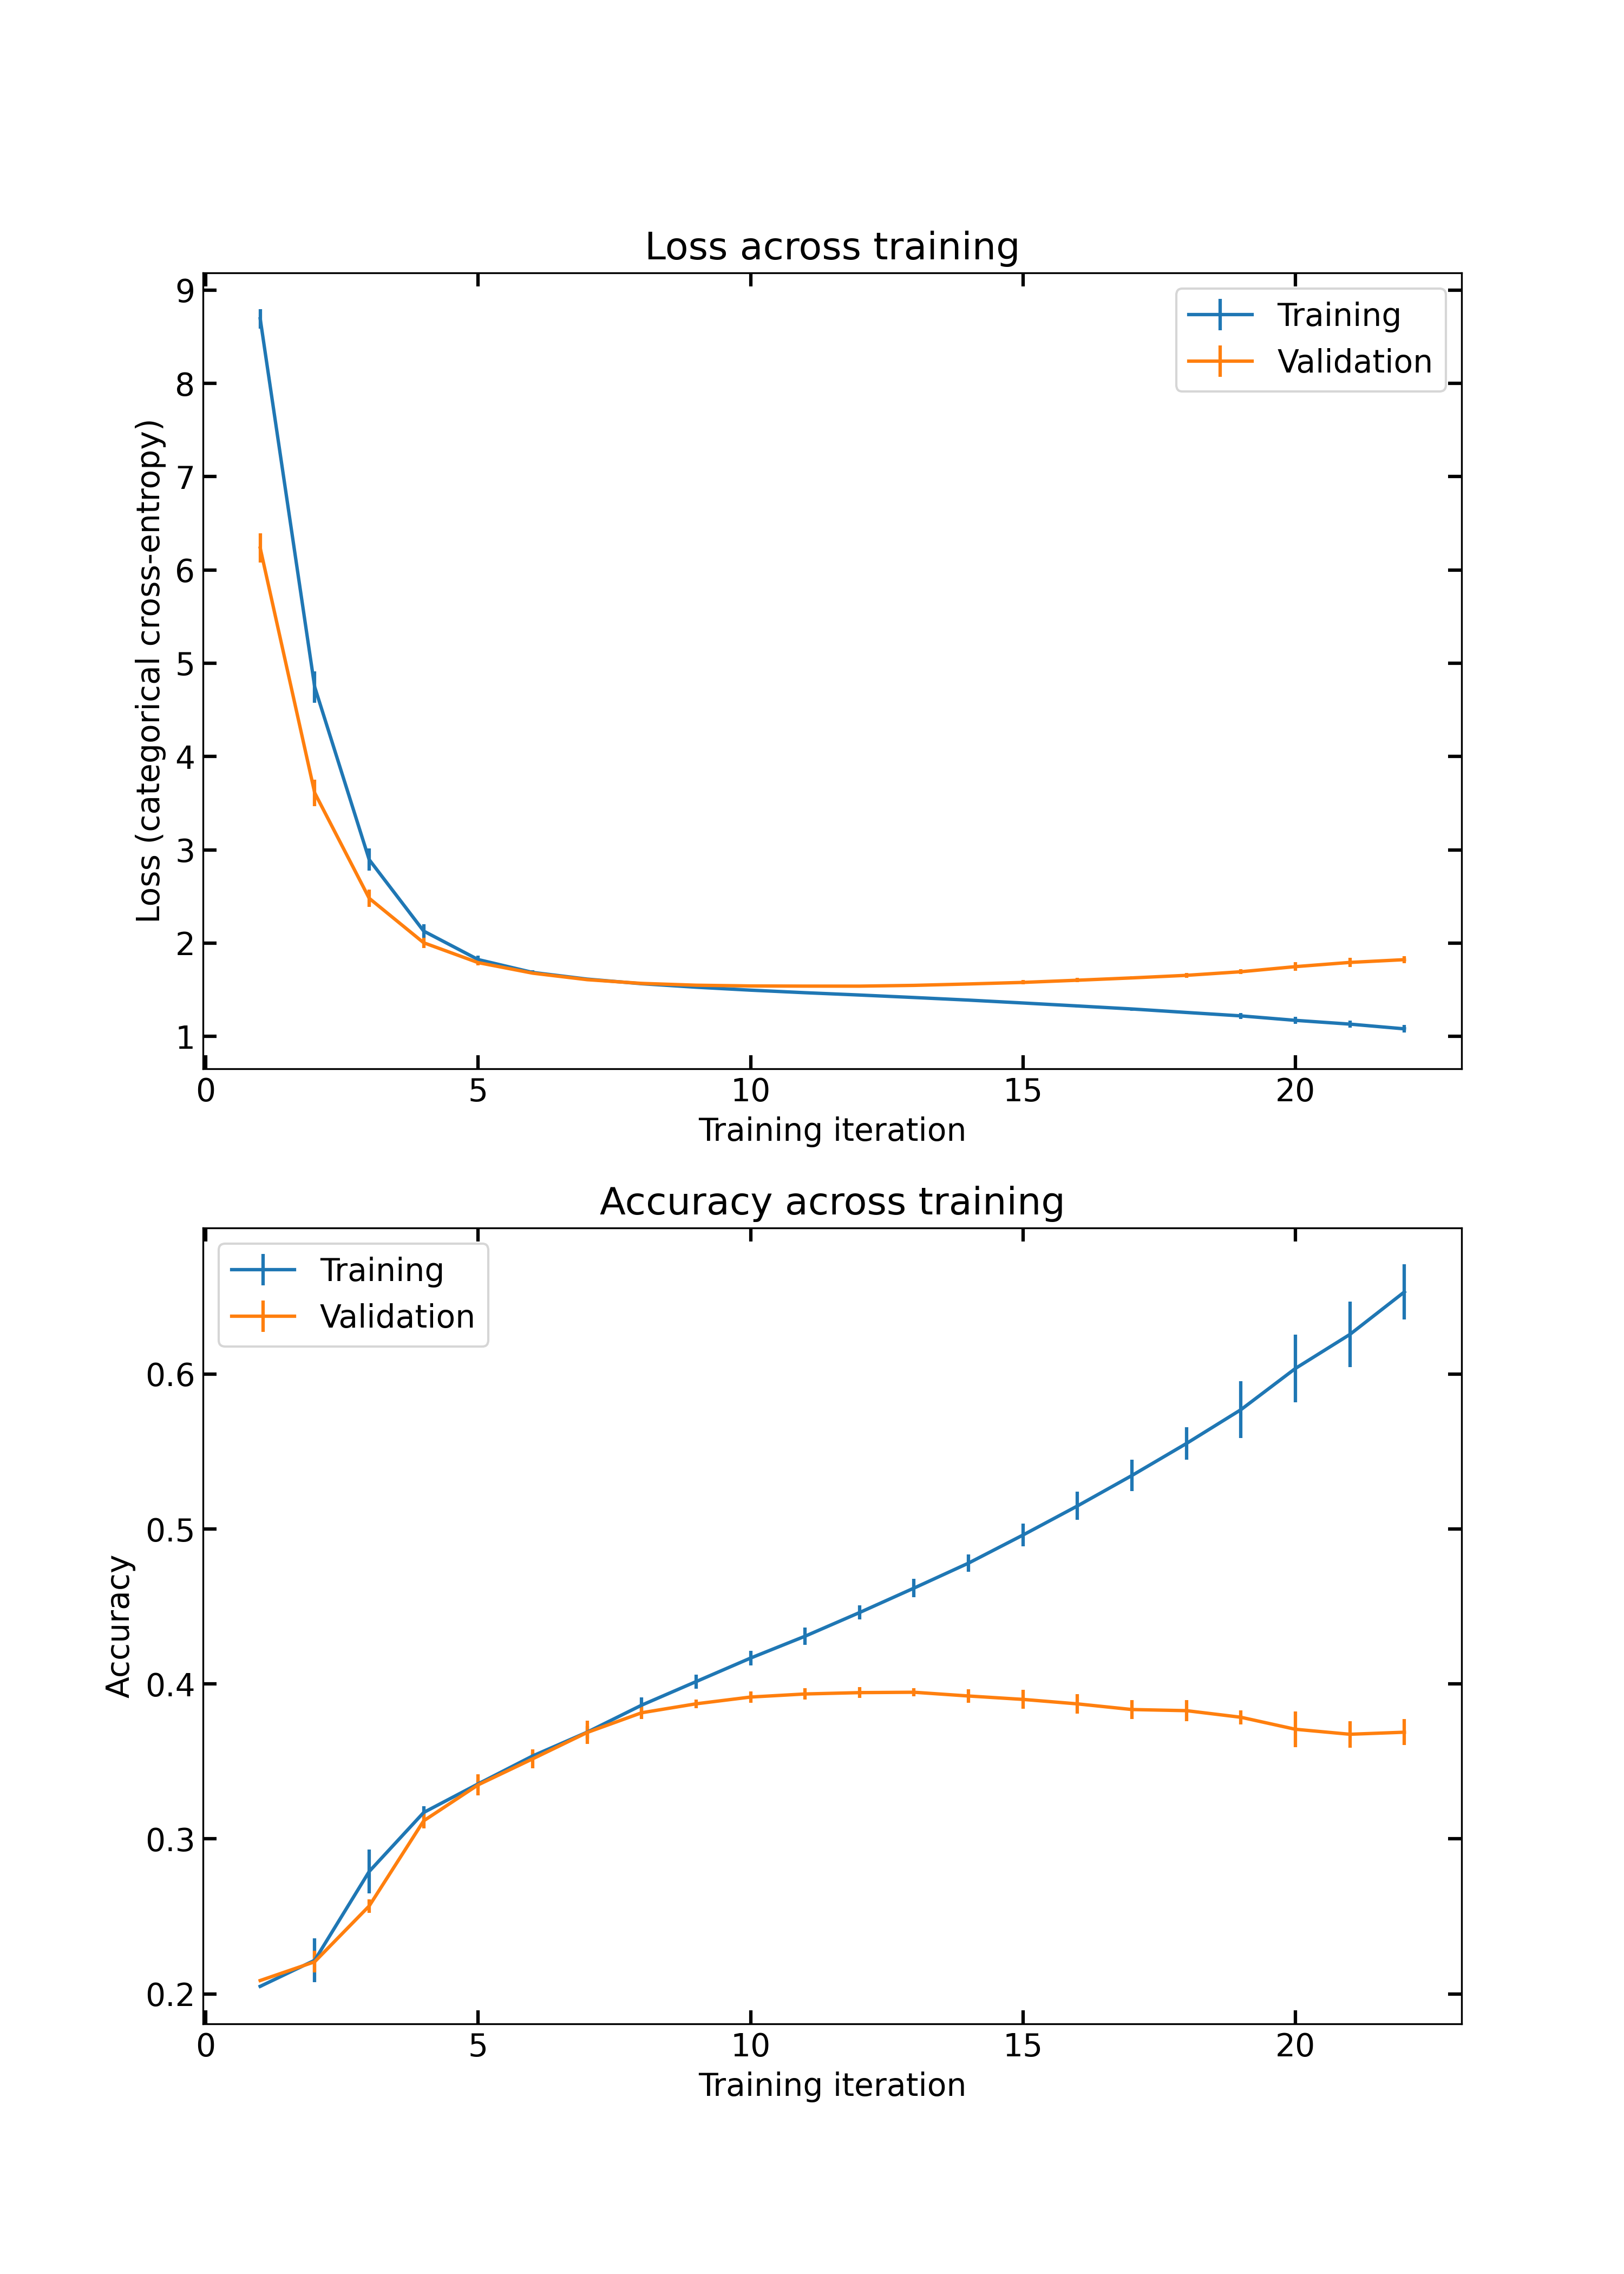 Loss across training
9
8
7
6
5
4
3
2
1
Loss (categorical cross-entropy)
Training
Validation
0 5 10 15 20
Training iteration
Accuracy across training
Training
Validation
0.6
0.5
0.4
0.3
0.2
Accuracy
0 5 10 15 20
Training iteration